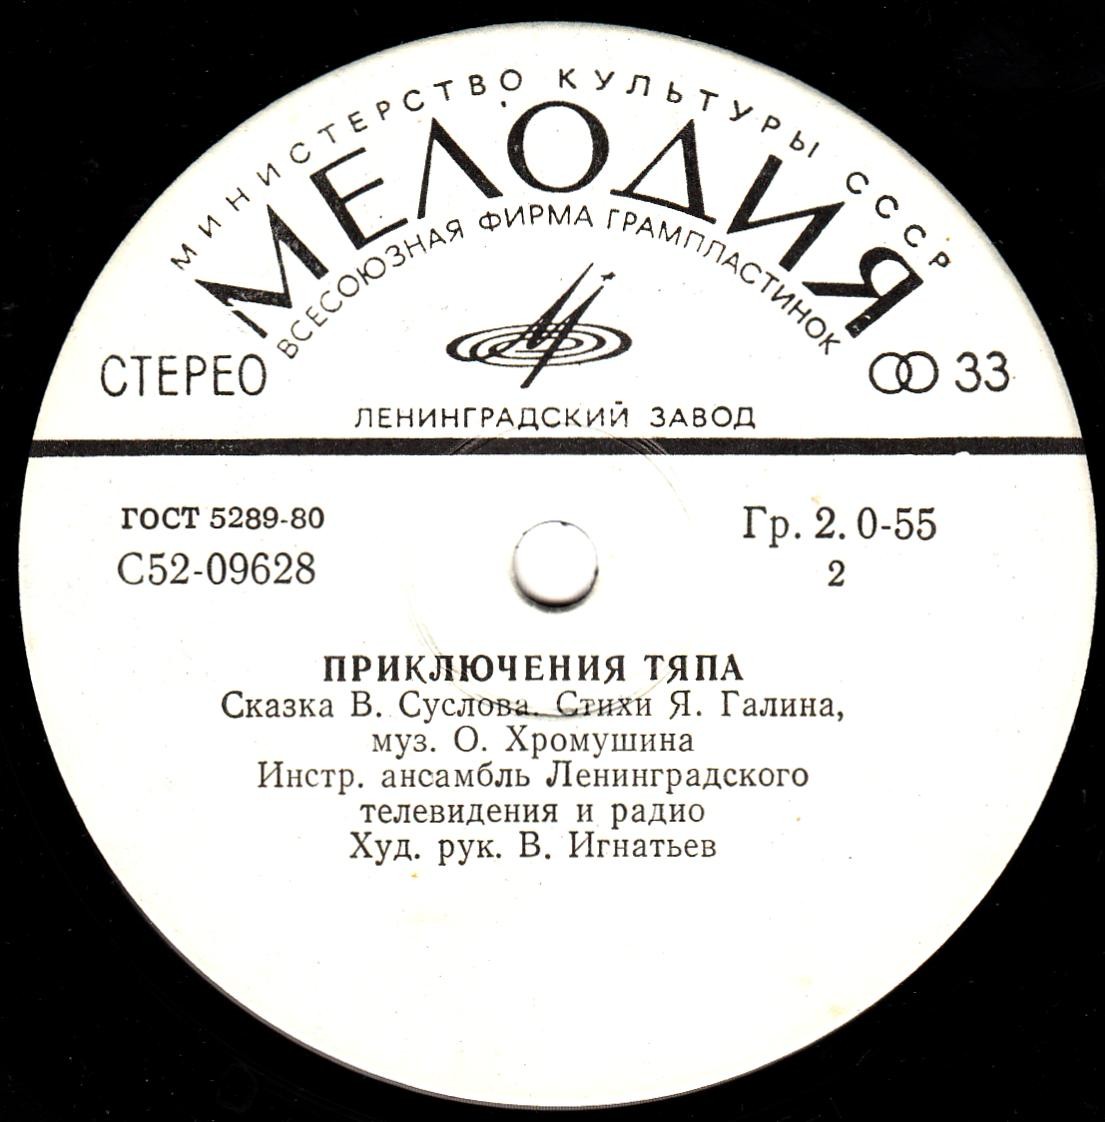 МИНИСТЕРСТВО КУЛЬТУРЫ СССР
МЕЛОДИЯ
ВСЕСОЮЗНАЯ ФИРМА ГРАМПЛАСТИНОК
СТЕРЕО
33
ЛЕНИНГРАДСКИЙ ЗАВОД
ГОСТ 5289-80
Гр. 2. 0-55
С52-09628
2
ПРИКЛЮЧЕНИЯ ТЯПА
Сказка В. Суслова. Стихи Я. Галина,
муз. О. Хромушина
Инстр. ансамбль Ленинградского
телевидения и радио
Худ. рук. В. Игнатьев